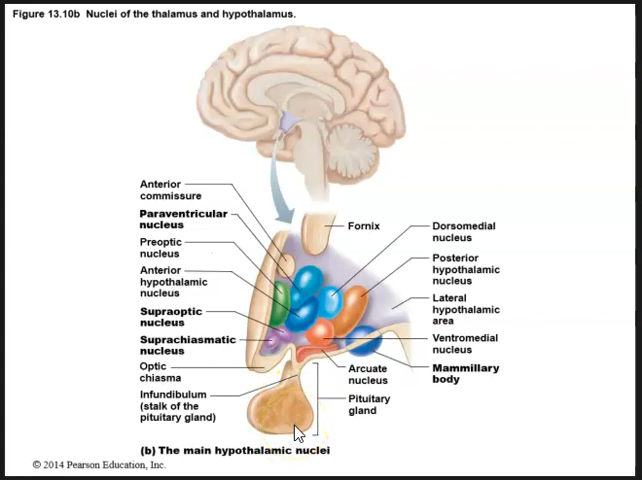 Figure 13.10b Nuclei of the thalamus and hypothalamus.
Anterior
commissure
Paraventricular
nucleus
Preoptic
nucleus
Anterior
hypothalamic
nucleus
Supraoptic
nucleus
Suprachiasmatic
nucleus
Optic
chiasma
Infundibulum
(stalk of the
pituitary gland)
Fornix
Dorsomedial
nucleus
Posterior
hypothalamic
nucleus
Lateral
hypothalamic
area
Ventromedial
nucleus
Mammillary
body
Arcuate
nucleus
Pituitary
gland
(b) The main hypothalamic nuclei
© 2014 Pearson Education, Inc.